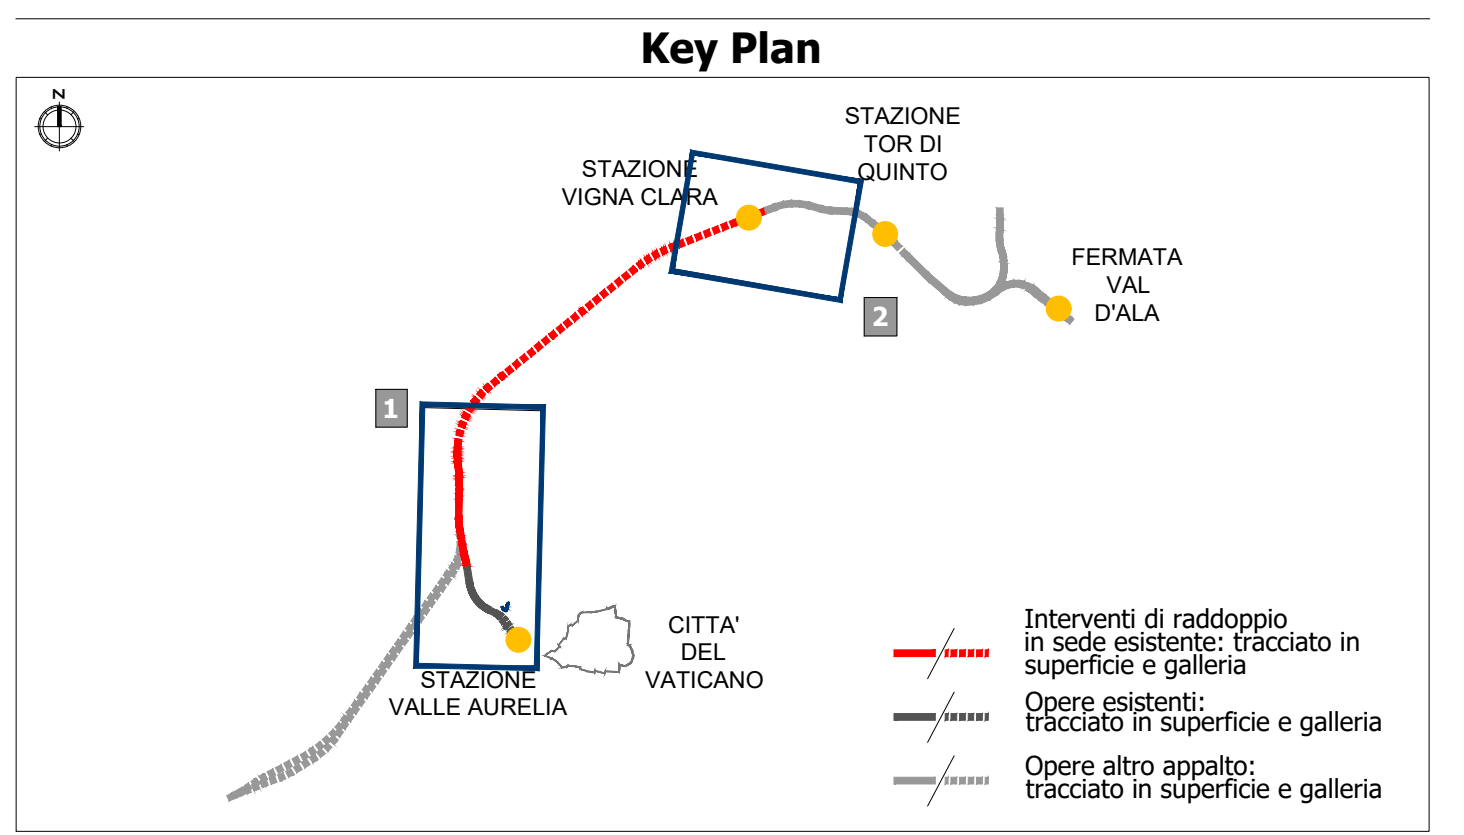 Key Plan
N
STAZIONE
TOR DI
QUINTO
STAZIONE
VIGNA CLARA
FERMATA
VAL
D'ALA
2
1
CITTA'
DEL
VATICANO
STAZIONE
VALLE AURELIA
Interventi di raddoppio
in sede esistente: tracciato in
superficie e galleria
Opere esistenti:
tracciato in superficie e galleria
Opere altro appalto:
tracciato in superficie e galleria